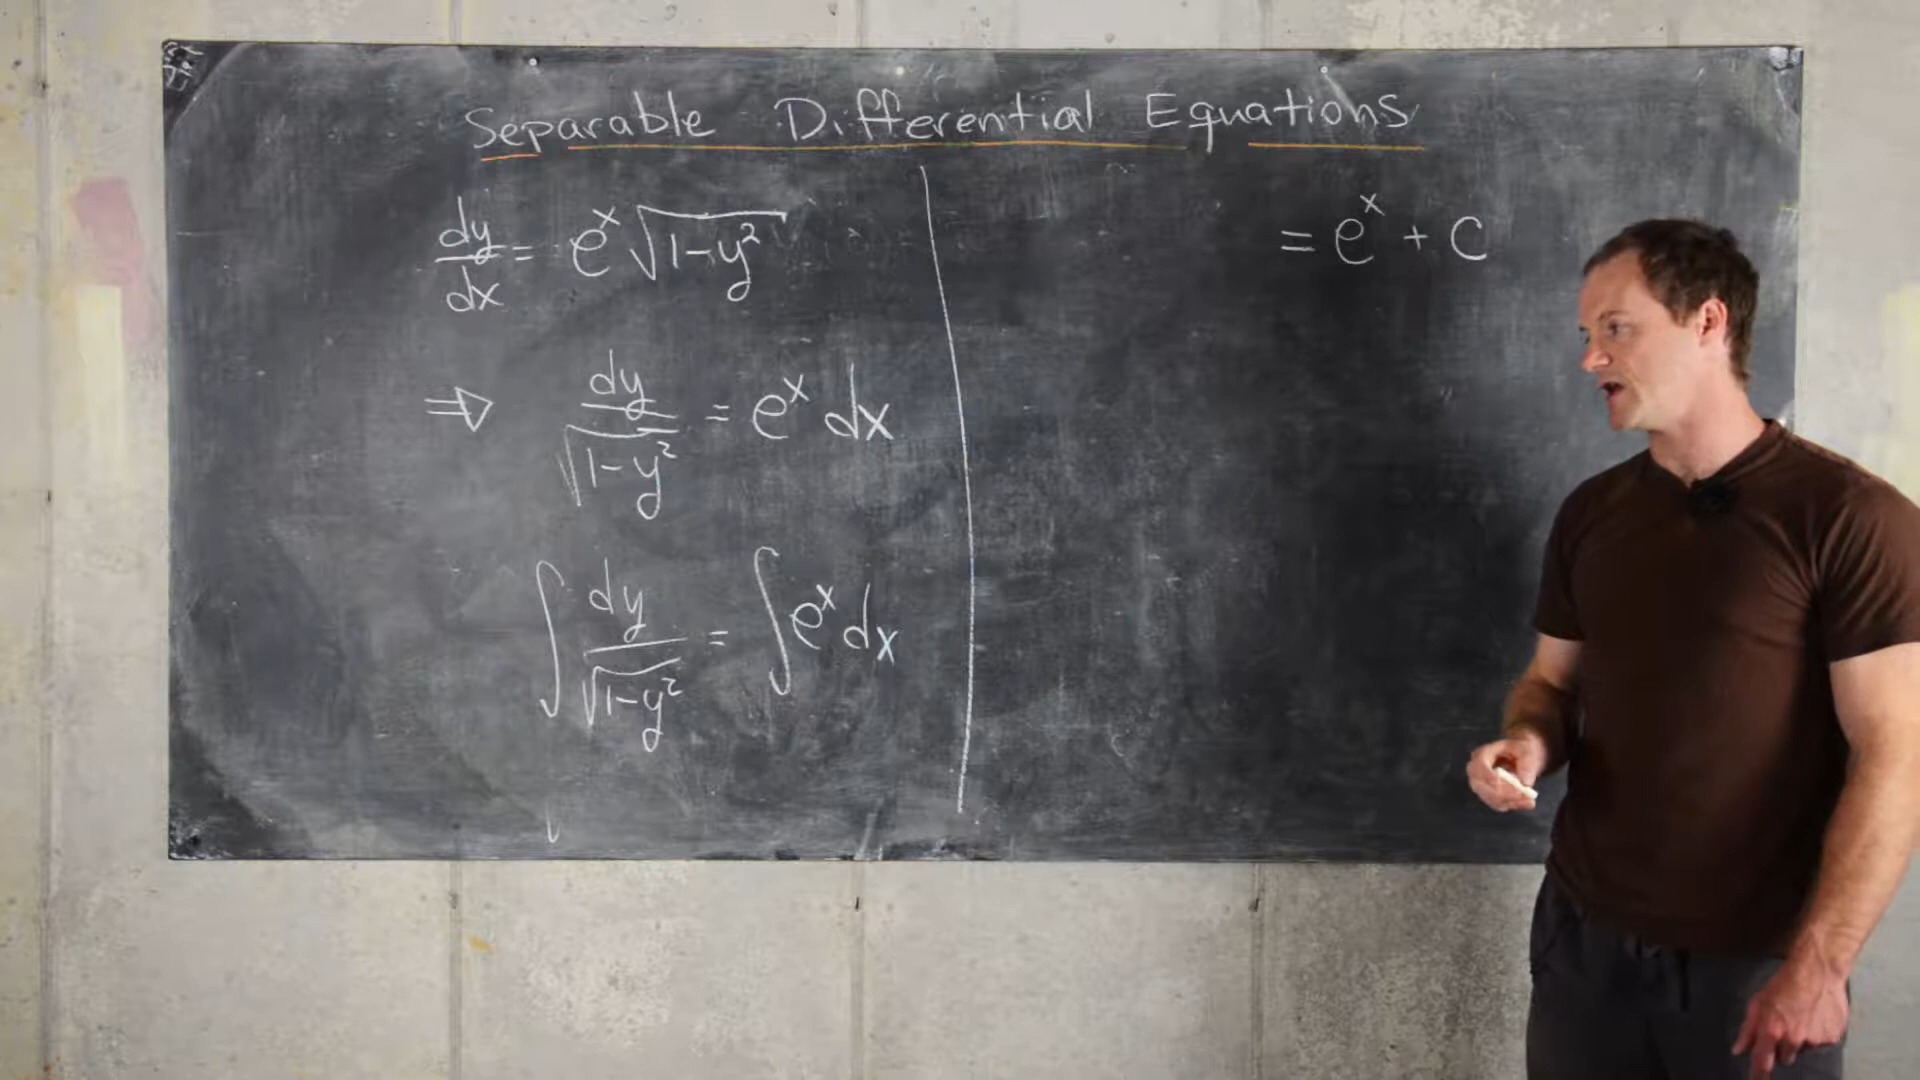 Separable Differential Equations
dy/dx = e^x √(1-y²)
⇒ dy/√(1-y²) = e^x dx
∫ dy/√(1-y²) = ∫ e^x dx
= e^x + C